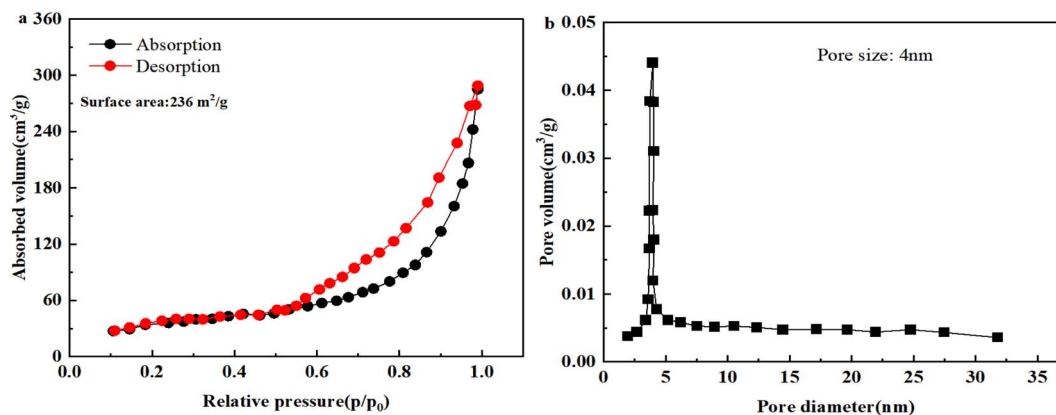 a
360
300
240
180
120
60
0
Absorbed volume(cm³/g)
Absorption
Desorption
Surface area:236 m²/g
0.0 0.2 0.4 0.6 0.8 1.0
Relative pressure(p/p₀)
b
0.05
0.04
0.03
0.02
0.01
0.00
Pore volume(cm³/g)
Pore size: 4nm
0 5 10 15 20 25 30 35
Pore diameter(nm)